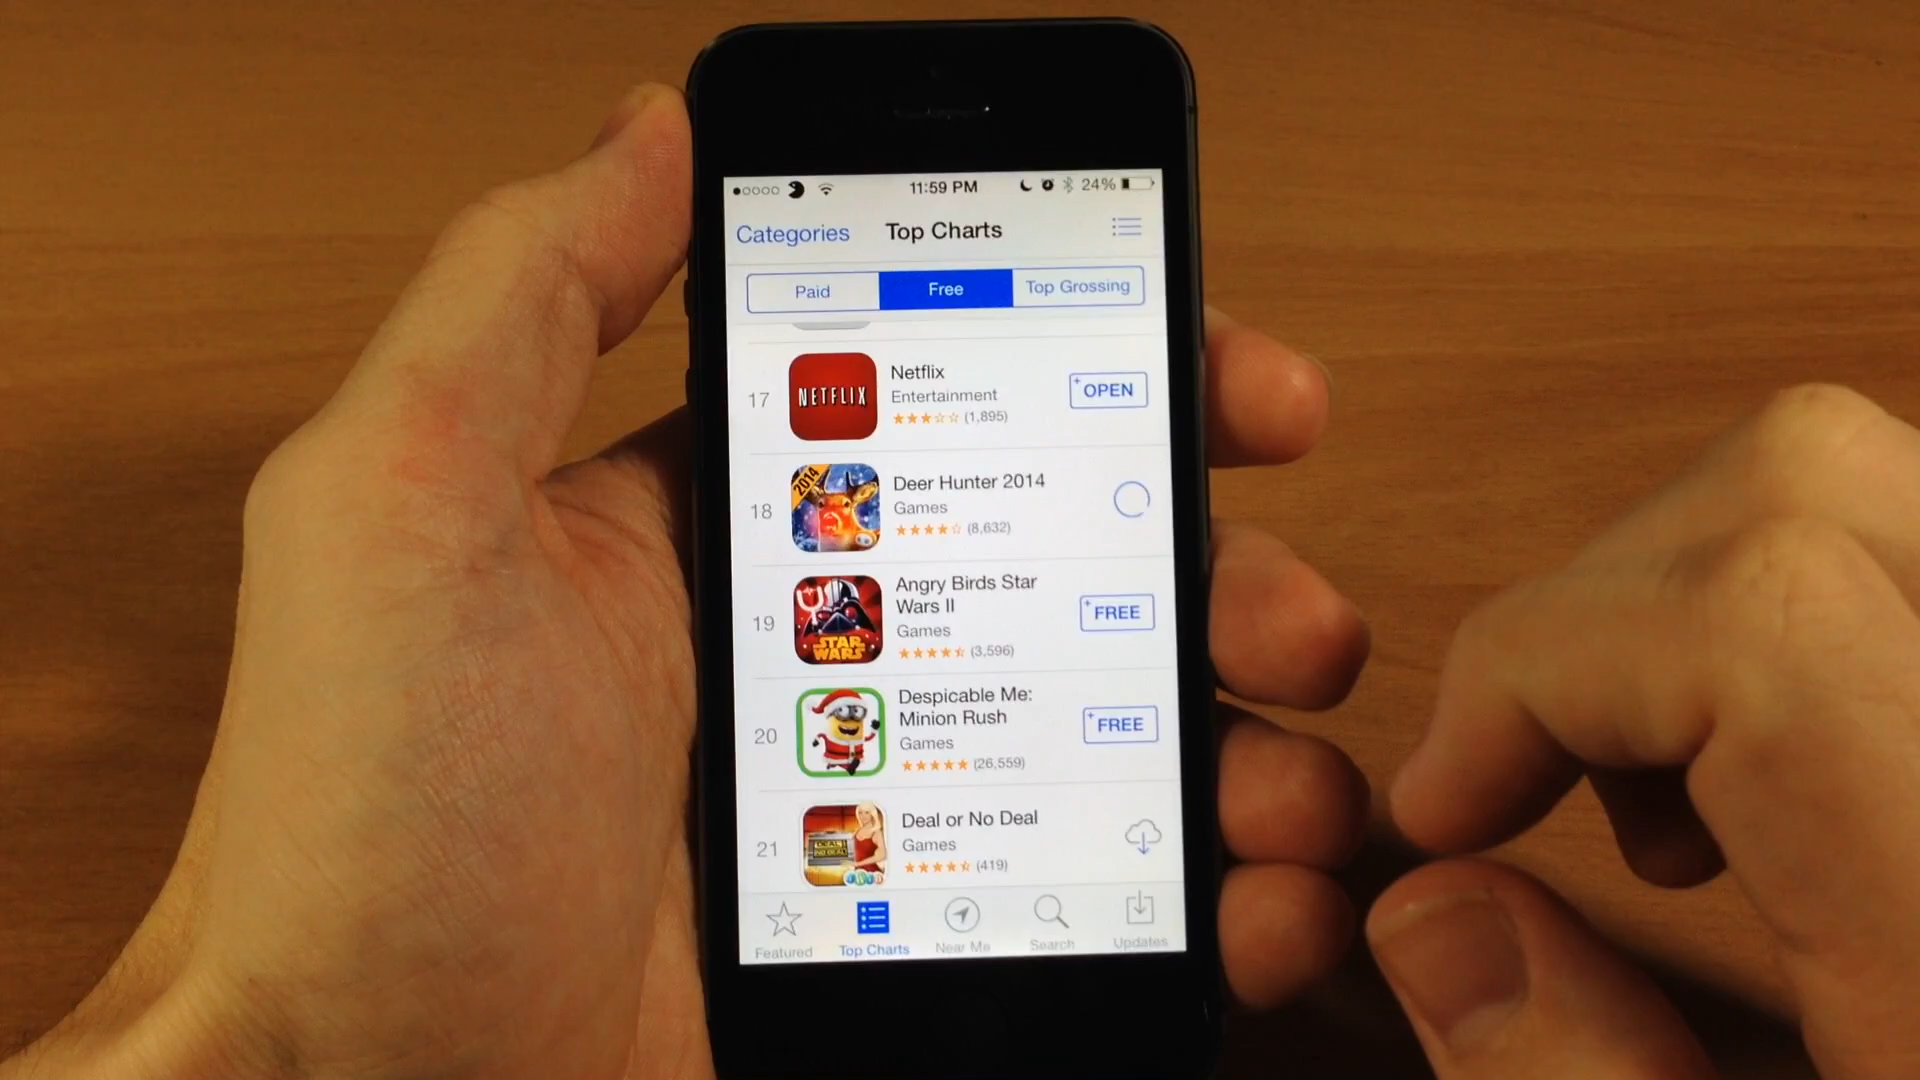 11:59 PM 24%
Categories Top Charts
Paid Free Top Grossing
17 NETFLIX Netflix
Entertainment
(1,895)
+ OPEN
18 2014 Deer Hunter 2014
Games
(8,632)
19 STAR WARS Angry Birds Star
Wars II
Games
(3,596)
+ FREE
20 Despicable Me:
Minion Rush
Games
(26,559)
+ FREE
21 Deal or No Deal
Games
(419)
Featured Top Charts Near Me Search Updates